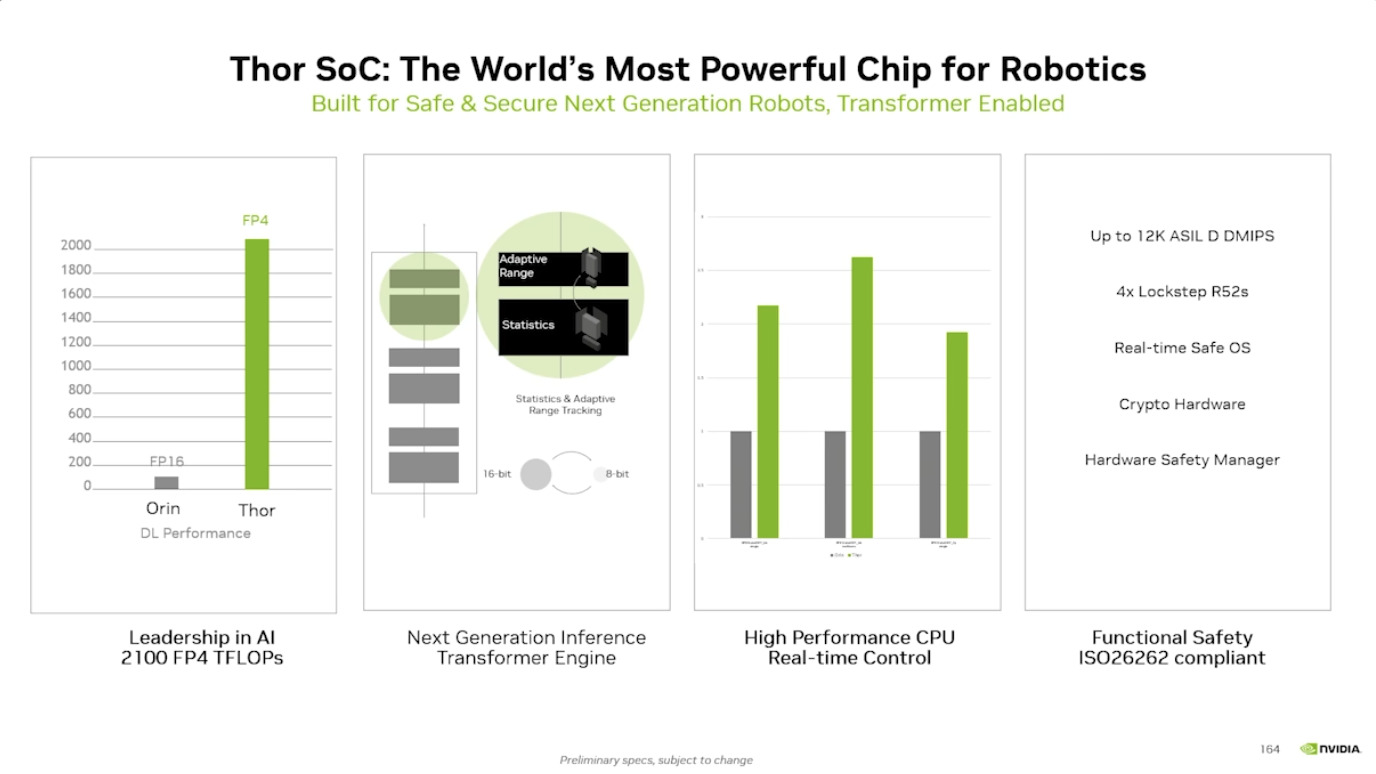 Thor SoC: The World’s Most Powerful Chip for Robotics
Built for Safe & Secure Next Generation Robots, Transformer Enabled
FP4
2000
1800
1600
1400
1200
1000
800
600
400
200
0
FP16
Orin
Thor
DL Performance
Leadership in AI
2100 FP4 TFLOPs
Adaptive
Range
Statistics
Statistics & Adaptive
Range Tracking
16-bit
8-bit
Next Generation Inference
Transformer Engine
High Performance CPU
Real-time Control
Up to 12K ASIL D DMIPS
4x Lockstep R52s
Real-time Safe OS
Crypto Hardware
Hardware Safety Manager
Functional Safety
ISO26262 compliant
Preliminary specs, subject to change
164
NVIDIA.